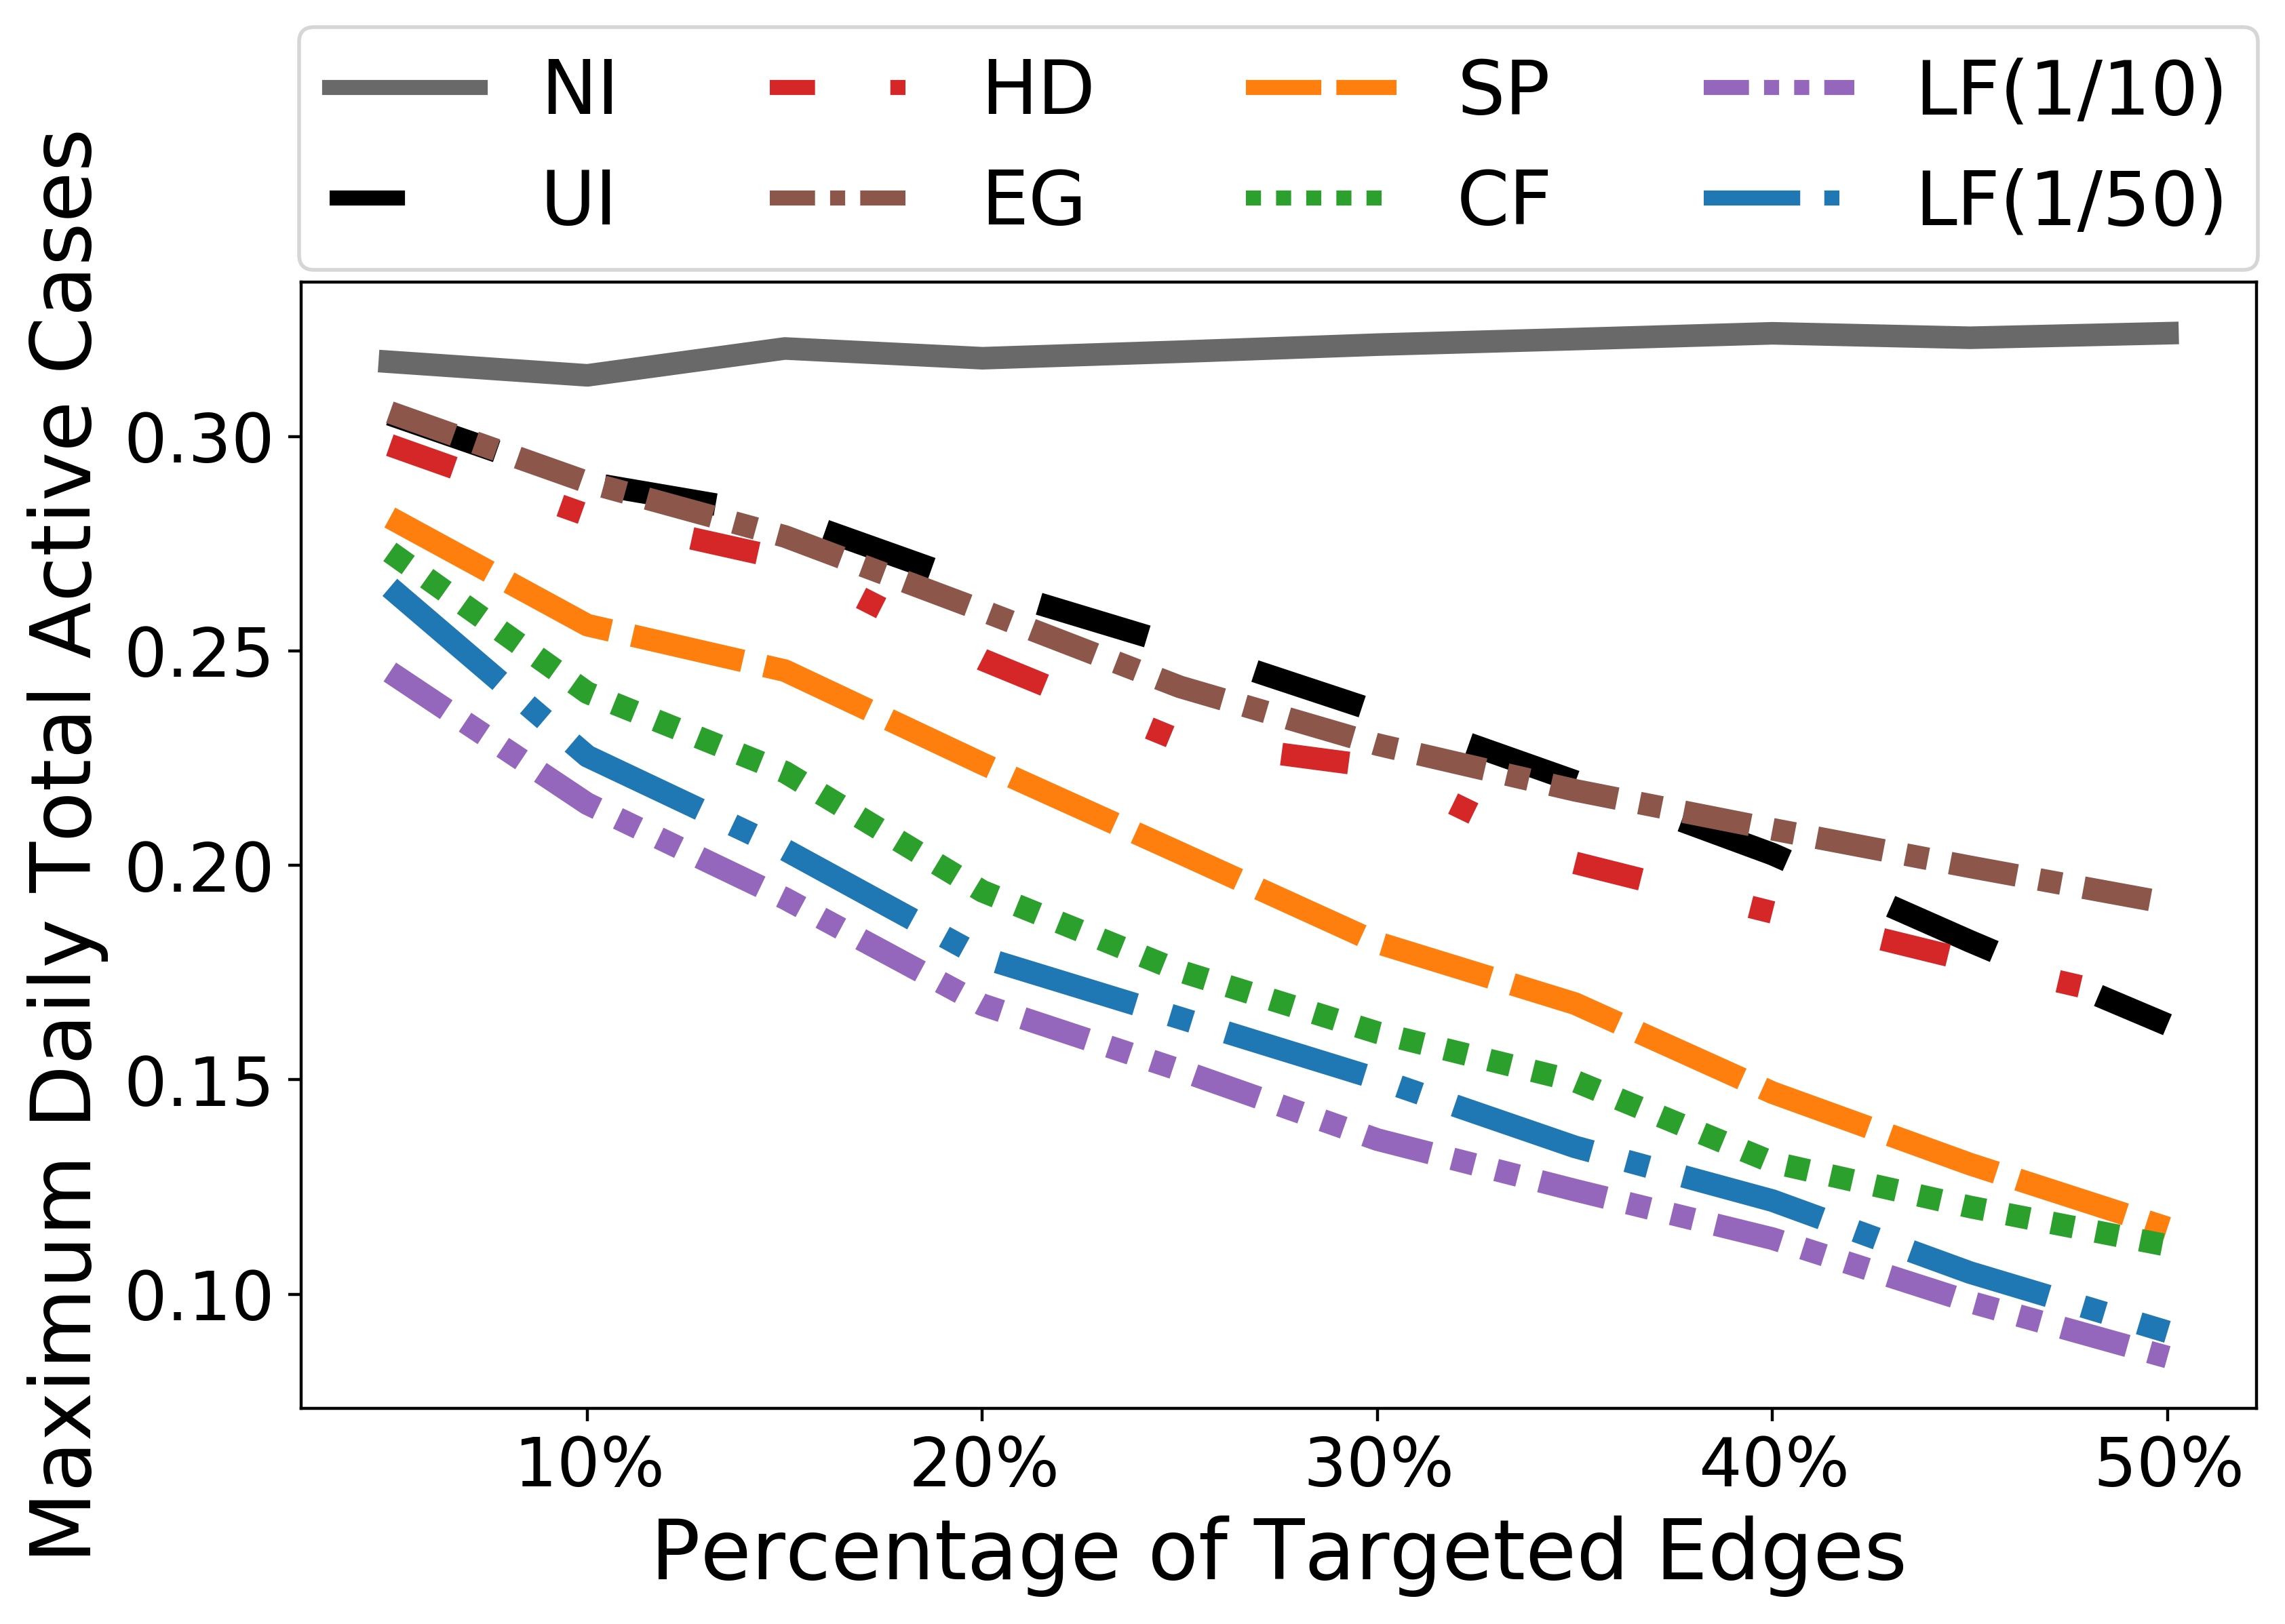 NI HD SP LF(1/10)
UI EG CF LF(1/50)
Maximum Daily Total Active Cases
0.30
0.25
0.20
0.15
0.10
10% 20% 30% 40% 50%
Percentage of Targeted Edges